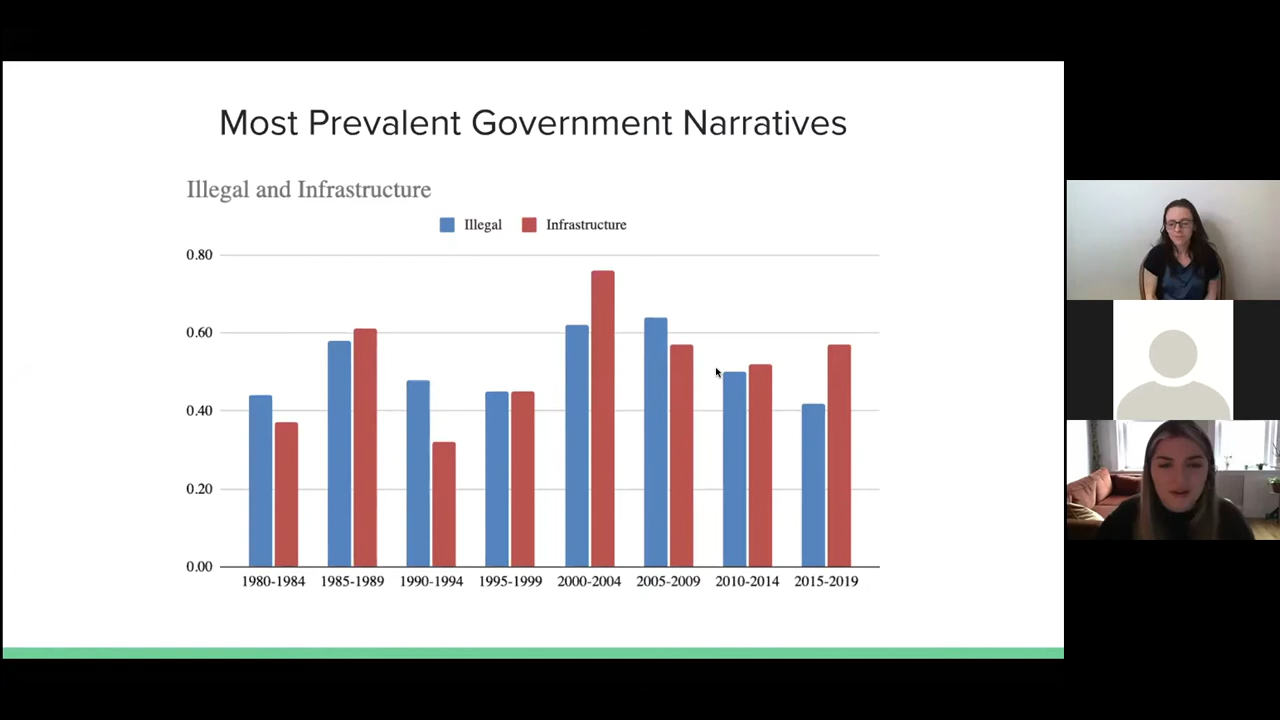 Most Prevalent Government Narratives
Illegal and Infrastructure
Illegal Infrastructure
0.80
0.60
0.40
0.20
0.00
1980-1984 1985-1989 1990-1994 1995-1999 2000-2004 2005-2009 2010-2014 2015-2019